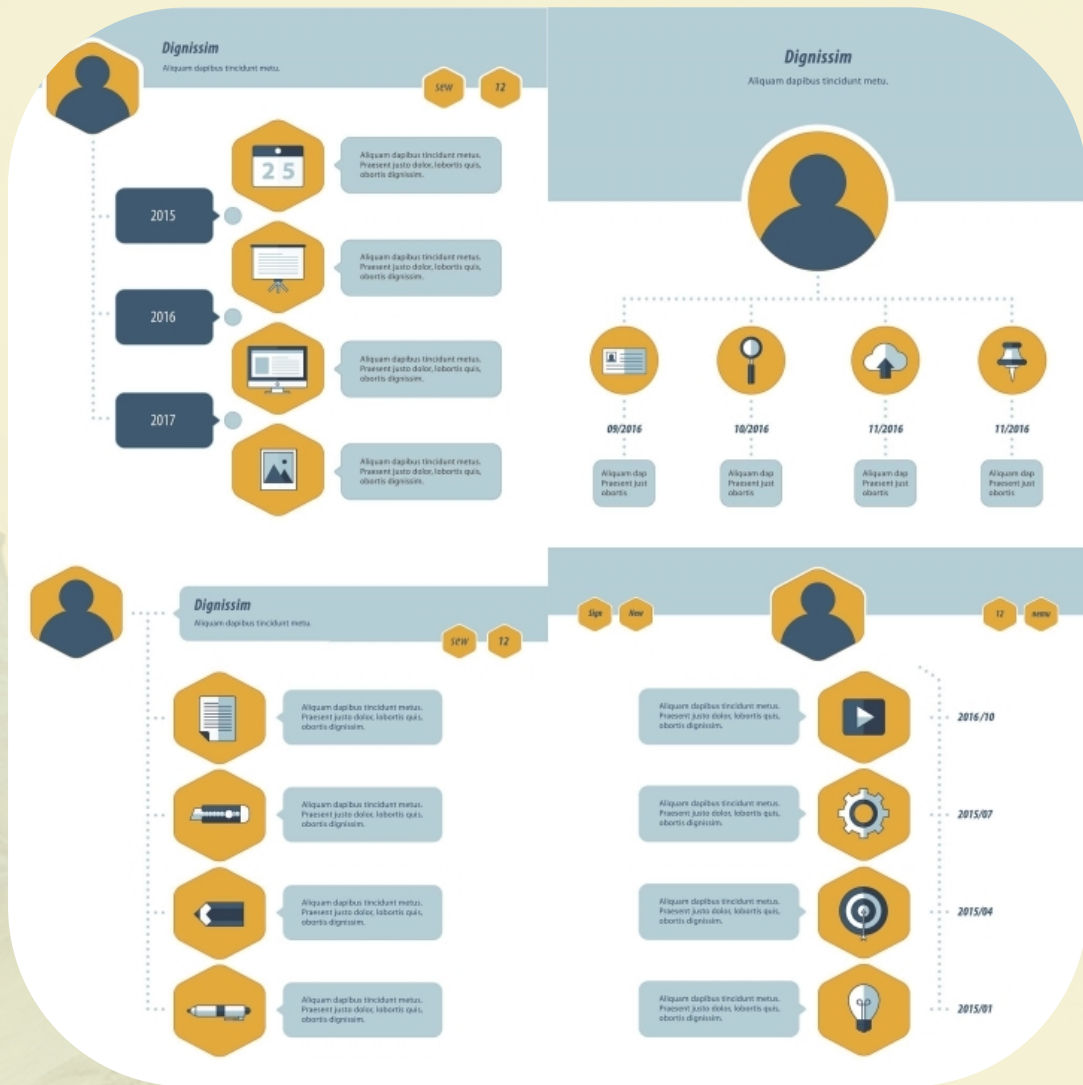 Dignissim
Aliquam dapibus tincidunt metu.
sew
12
25
Aliquam dapibus tincidunt metus.
Praesent justo dolor, lobortis quis,
obortis dignissim.
2015
Aliquam dapibus tincidunt metus.
Praesent justo dolor, lobortis quis,
obortis dignissim.
2016
Aliquam dapibus tincidunt metus.
Praesent justo dolor, lobortis quis,
obortis dignissim.
2017
Aliquam dapibus tincidunt metus.
Praesent justo dolor, lobortis quis,
obortis dignissim.
Dignissim
Aliquam dapibus tincidunt metu.
09/2016
10/2016
11/2016
11/2016
Aliquam dap
Praesent just
obortis
Aliquam dap
Praesent just
obortis
Aliquam dap
Praesent just
obortis
Aliquam dap
Praesent just
obortis
Dignissim
Aliquam dapibus tincidunt metu.
sew
12
Aliquam dapibus tincidunt metus.
Praesent justo dolor, lobortis quis,
obortis dignissim.
Aliquam dapibus tincidunt metus.
Praesent justo dolor, lobortis quis,
obortis dignissim.
Aliquam dapibus tincidunt metus.
Praesent justo dolor, lobortis quis,
obortis dignissim.
Aliquam dapibus tincidunt metus.
Praesent justo dolor, lobortis quis,
obortis dignissim.
Sign
12
Aliquam dapibus tincidunt metus.
Praesent justo dolor, lobortis quis,
obortis dignissim.
2016/10
Aliquam dapibus tincidunt metus.
Praesent justo dolor, lobortis quis,
obortis dignissim.
2015/07
Aliquam dapibus tincidunt metus.
Praesent justo dolor, lobortis quis,
obortis dignissim.
2015/04
Aliquam dapibus tincidunt metus.
Praesent justo dolor, lobortis quis,
obortis dignissim.
2015/01